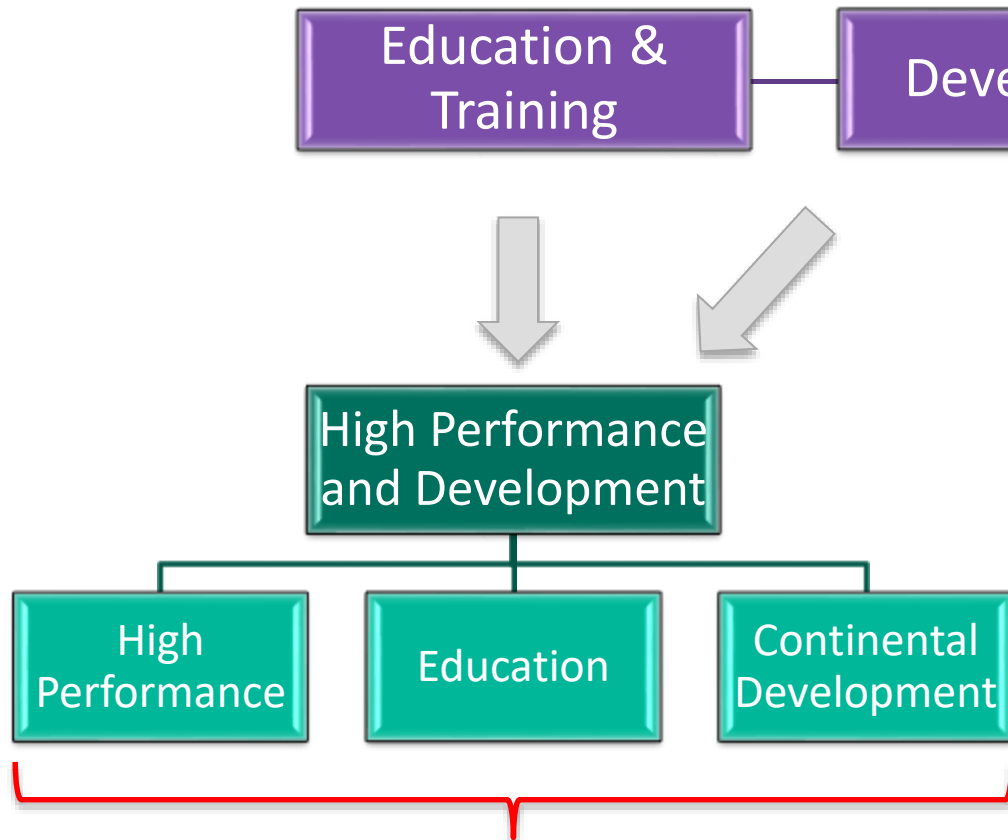 Education &
Training
High Performance
and Development
High
Performance
Education
Continental
Development